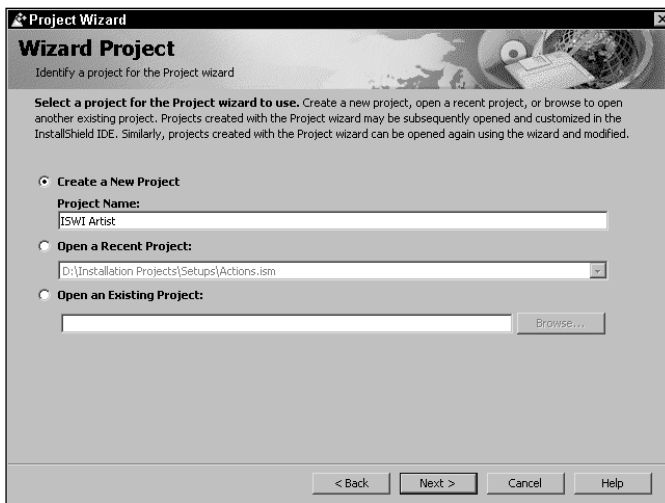 Project Wizard
Wizard Project
Identify a project for the Project wizard
Select a project for the Project wizard to use. Create a new project, open a recent project, or browse to open
another existing project. Projects created with the Project wizard may be subsequently opened and customized in the
InstallShield IDE. Similarly, projects created with the Project wizard can be opened again using the wizard and modified.
Create a New Project
Project Name:
ISWI Artist
Open a Recent Project:
D:\Installation Projects\Setups\Actions.ism
Open an Existing Project:
Browse...
< Back Next > Cancel Help